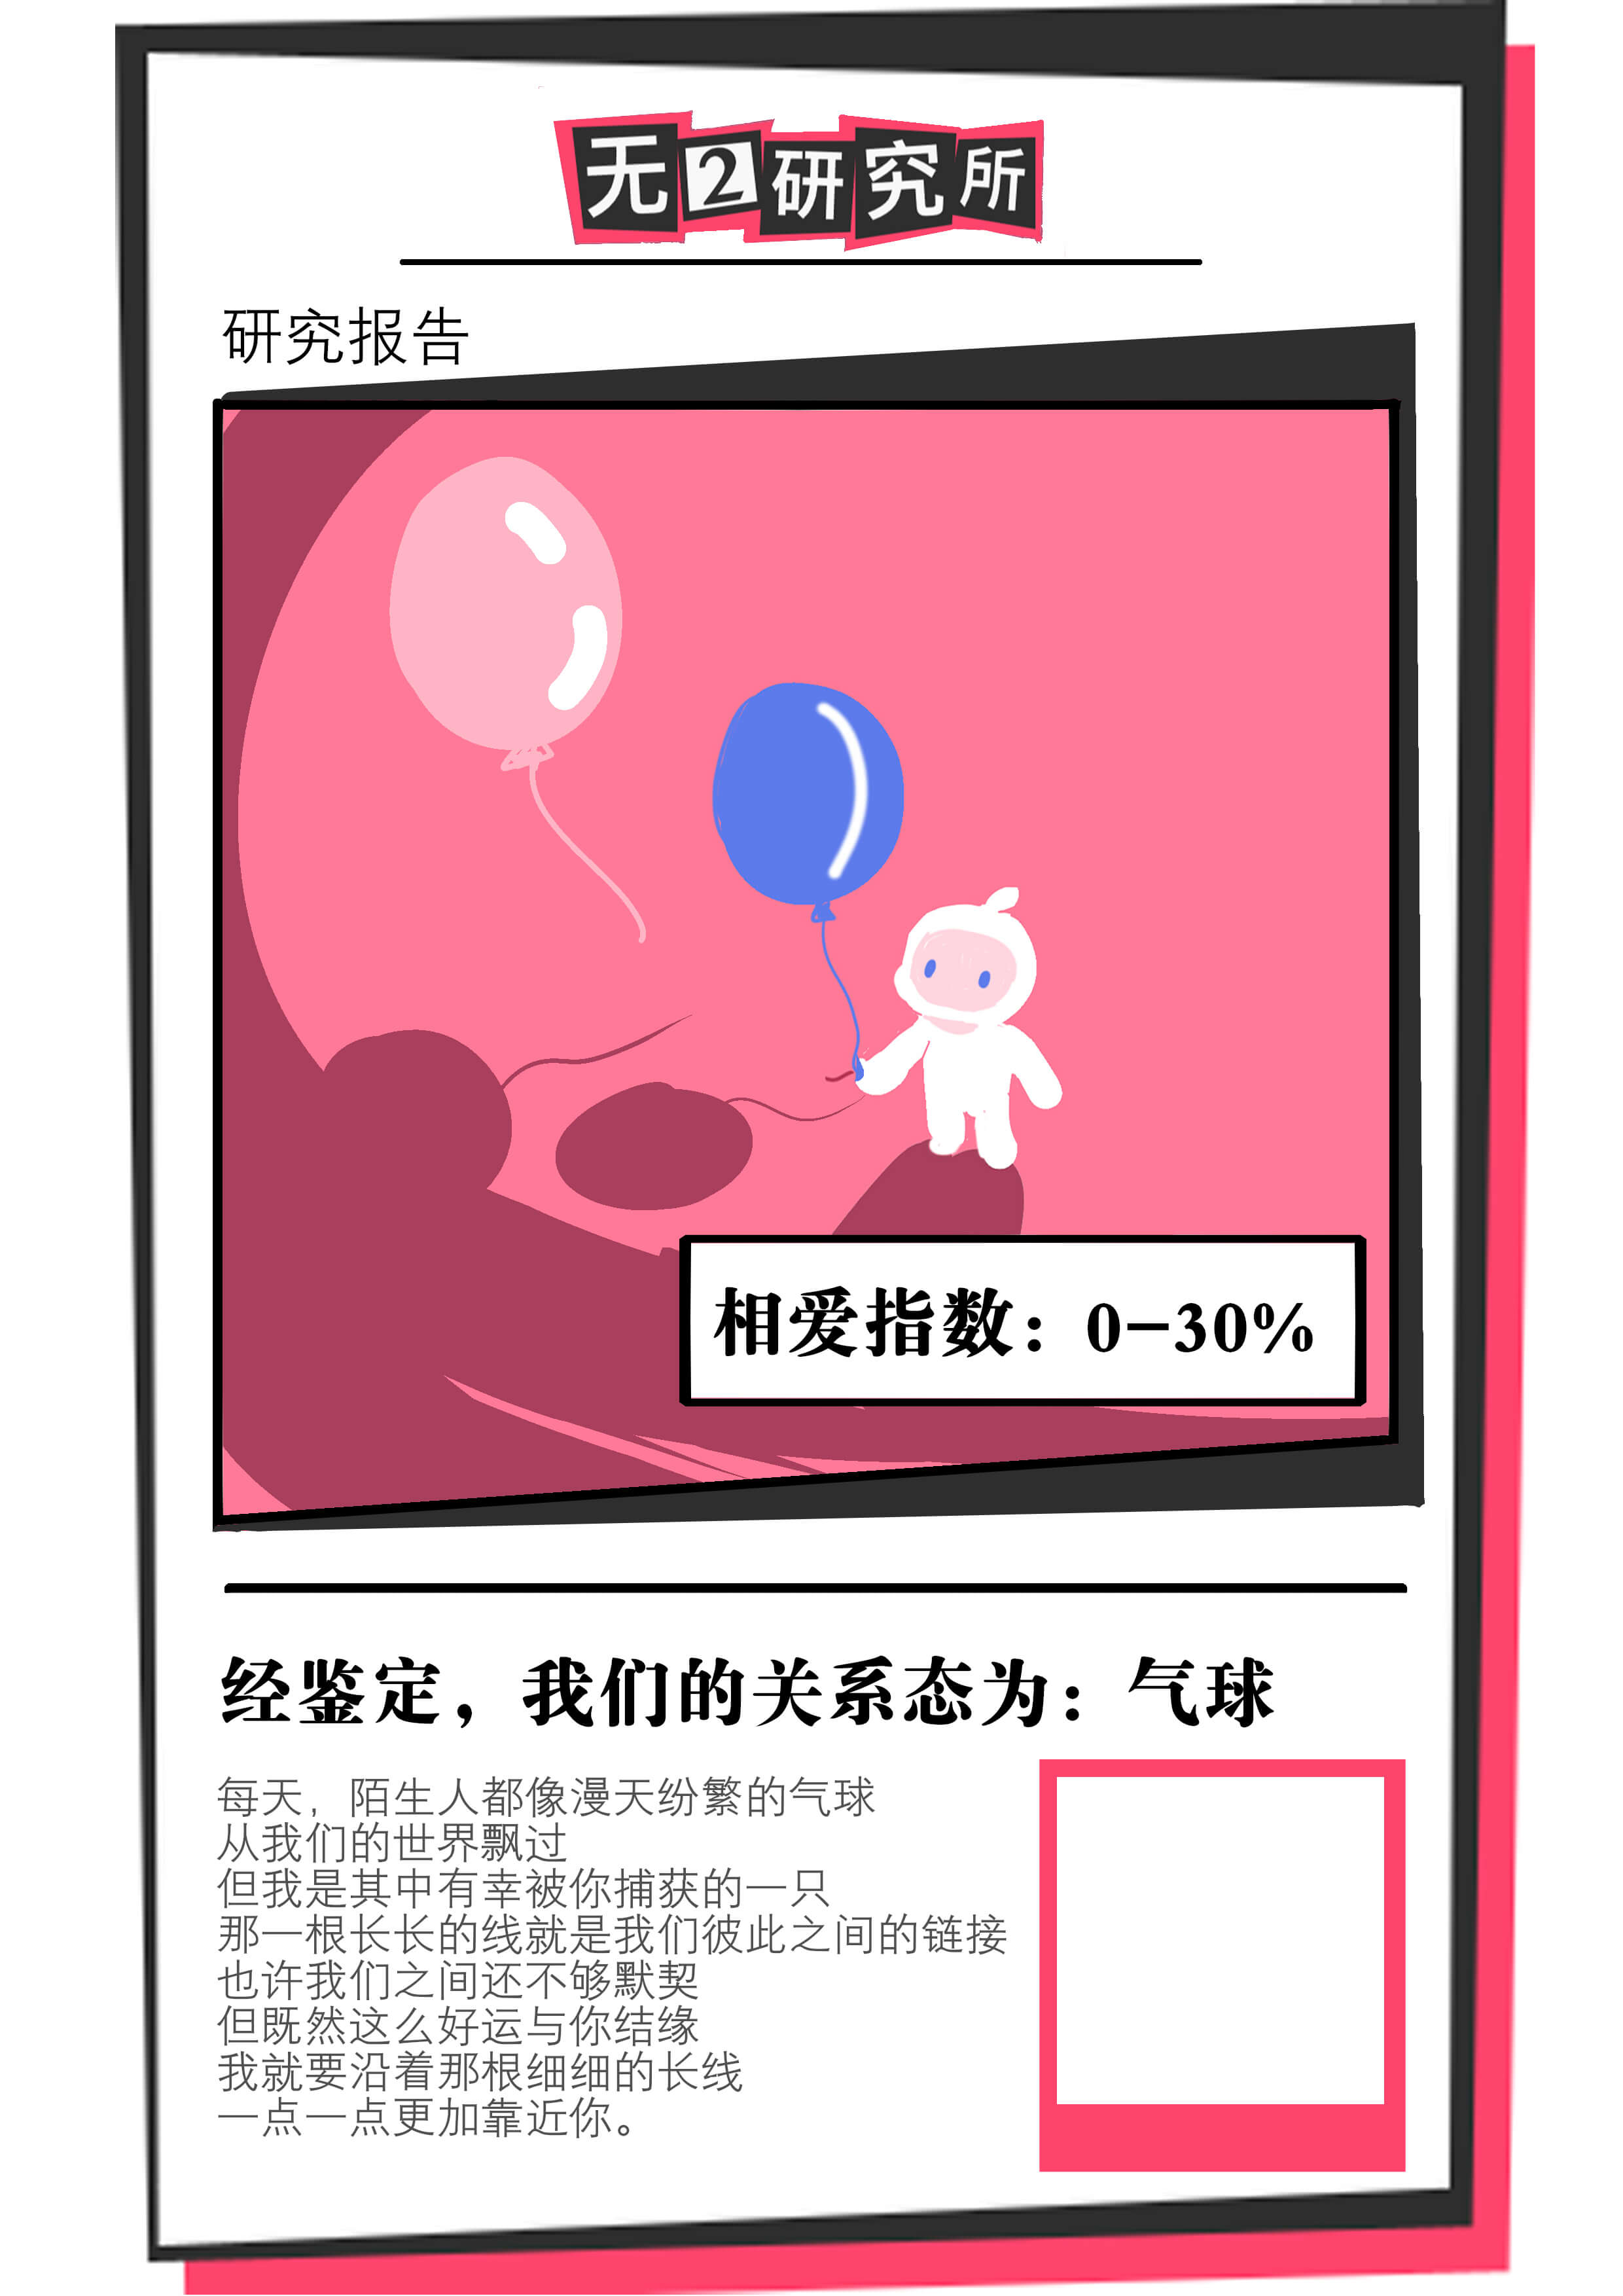 无2研究所
研究报告
相爱指数：0-30%
经鉴定，我们的关系态为：气球
每天，陌生人都像漫天纷繁的气球
从我们的世界飘过
但我是其中有幸被你捕获的一只
那一根长长的线就是我们彼此之间的链接
也许我们之间还不够默契
但既然这么好运与你结缘
我就要沿着那根细细的长线
一点一点更加靠近你。